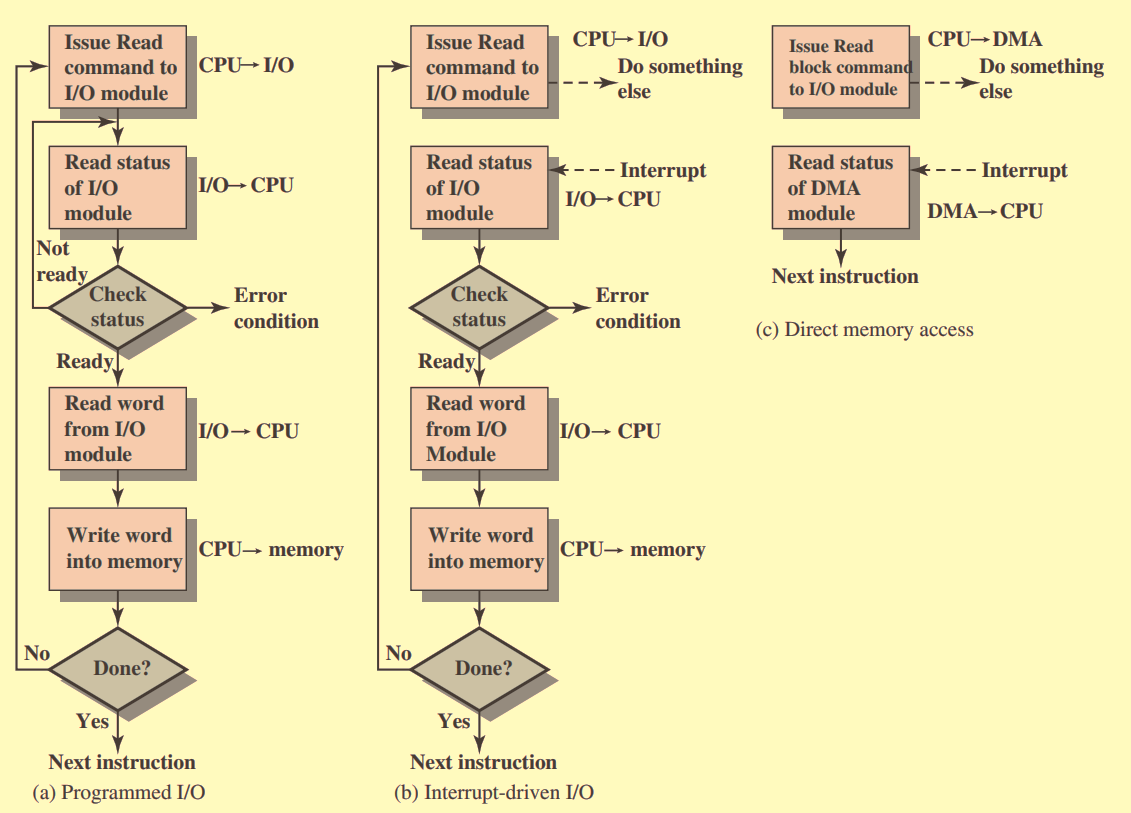 Issue Read
command to
I/O module
CPU→I/O
Read status
of I/O
module
I/O→CPU
Not
ready
Check
status
Error
condition
Ready
Read word
from I/O
module
I/O→CPU
Write word
into memory
CPU→memory
No
Done?
Yes
Next instruction
(a) Programmed I/O
Issue Read
command to
I/O module
CPU→I/O
Do something
else
Read status
of I/O
module
Interrupt
I/O→CPU
Check
status
Error
condition
Ready
Read word
from I/O
Module
I/O→CPU
Write word
into memory
CPU→memory
No
Done?
Yes
Next instruction
(b) Interrupt-driven I/O
Issue Read
block command
to I/O module
CPU→DMA
Do something
else
Read status
of DMA
module
Interrupt
DMA→CPU
Next instruction
(c) Direct memory access